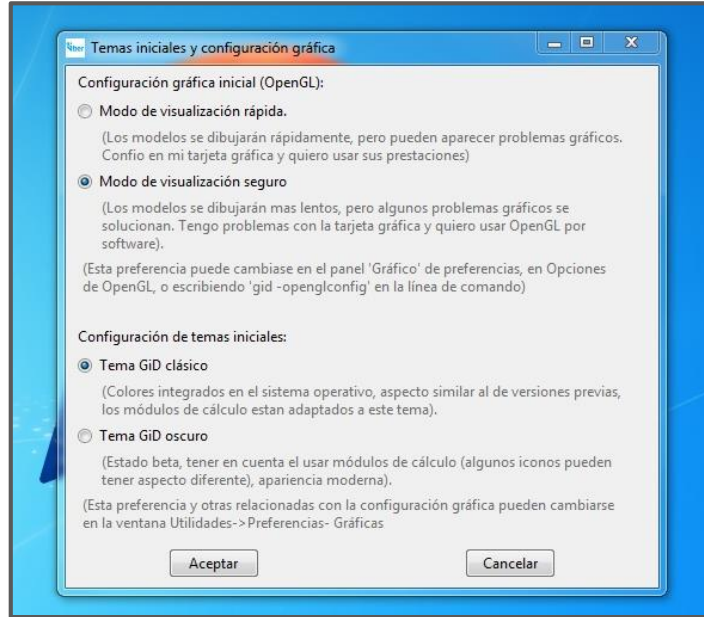 Iber
Temas iniciales y configuración gráfica
Configuración gráfica inicial (OpenGL):
Modo de visualización rápida.
(Los modelos se dibujarán rápidamente, pero pueden aparecer problemas gráficos.
Confio en mi tarjeta gráfica y quiero usar sus prestaciones)
Modo de visualización seguro
(Los modelos se dibujarán mas lentos, pero algunos problemas gráficos se
solucionan. Tengo problemas con la tarjeta gráfica y quiero usar OpenGL por
software).
(Esta preferencia puede cambiase en el panel 'Gráfico' de preferencias, en Opciones
de OpenGL, o escribiendo 'gid -openglconfig' en la línea de comando)
Configuración de temas iniciales:
Tema GiD clásico
(Colores integrados en el sistema operativo, aspecto similar al de versiones previas,
los módulos de cálculo estan adaptados a este tema).
Tema GiD oscuro
(Estado beta, tener en cuenta el usar módulos de cálculo (algunos iconos pueden
tener aspecto diferente), apariencia moderna).
(Esta preferencia y otras relacionadas con la configuración gráfica pueden cambiarse
en la ventana Utilidades->Preferencias- Gráficas
Aceptar
Cancelar